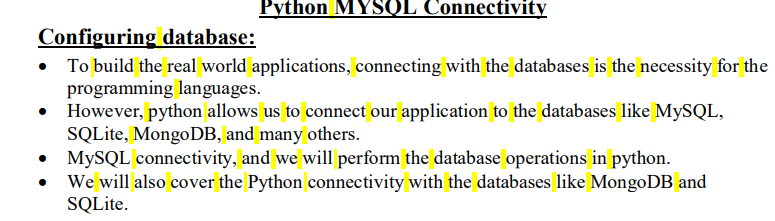 Python MYSQL Connectivity
Configuring database:
• To build the real world applications, connecting with the databases is the necessity for the
programming languages.
• However, python allows us to connect our application to the databases like MySQL,
SQLite, MongoDB, and many others.
• MySQL connectivity, and we will perform the database operations in python.
• We will also cover the Python connectivity with the databases like MongoDB and
SQLite.